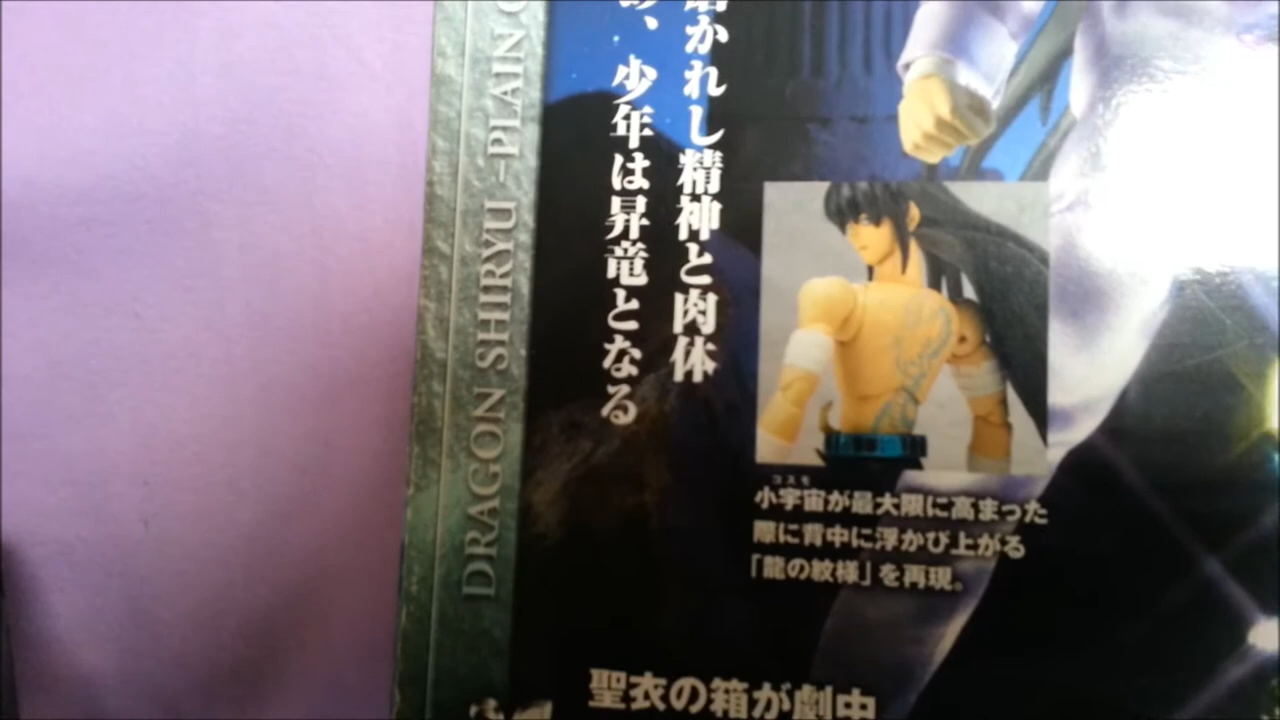 DRAGON SHIRYU -PLAIN
かれし精神と肉体
、少年は昇竜となる
コスモ
小宇宙が最大限に高まった
際に背中に浮かび上がる
「龍の紋様」を再現。
聖衣の箱が劇中